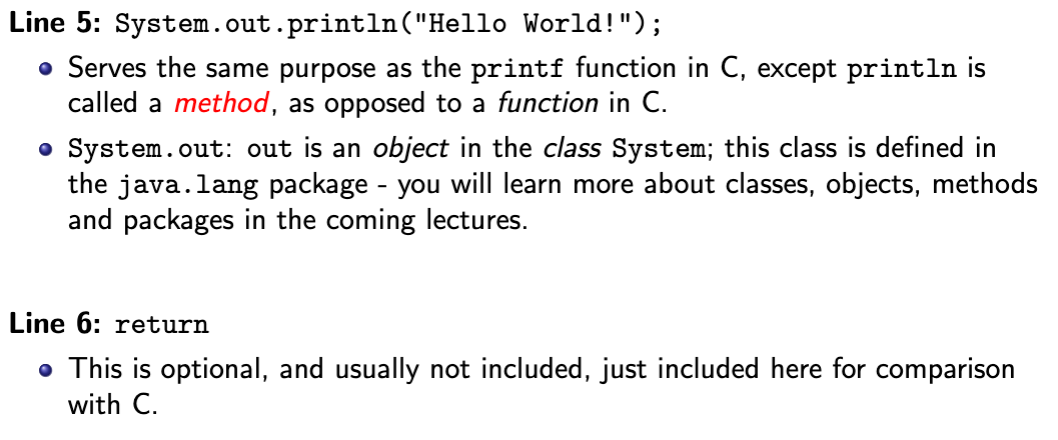 Line 5: System.out.println("Hello World!");
Serves the same purpose as the printf function in C, except println is
called a method, as opposed to a function in C.
System.out: out is an object in the class System; this class is defined in
the java.lang package - you will learn more about classes, objects, methods
and packages in the coming lectures.
Line 6: return
This is optional, and usually not included, just included here for comparison
with C.